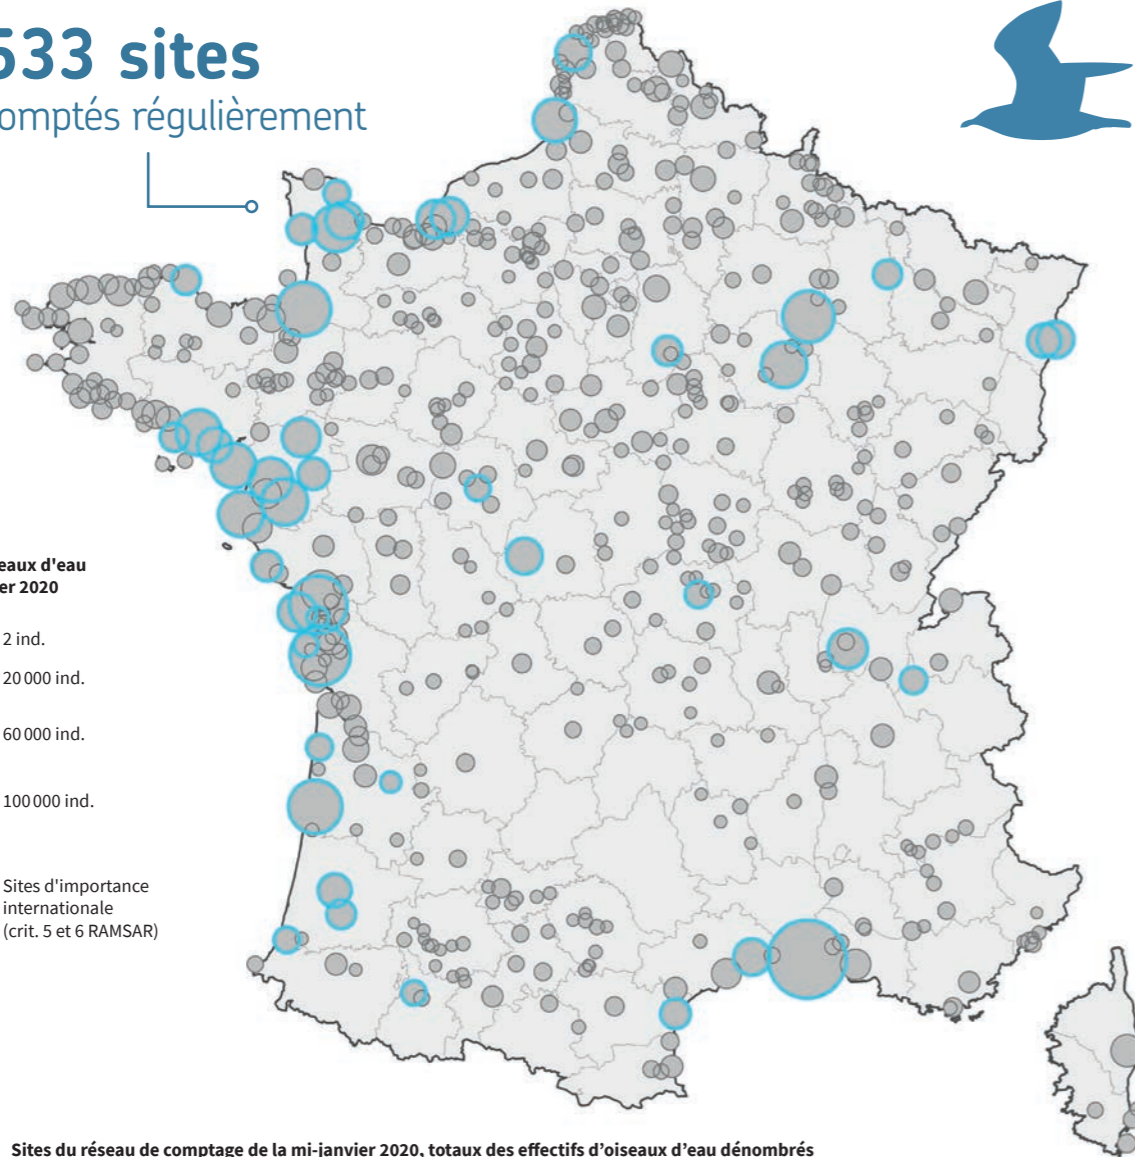 533 sites
omptés régulièrement
eaux d'eau
er 2020
2 ind.
20 000 ind.
60 000 ind.
100 000 ind.
Sites d'importance
internationale
(crit. 5 et 6 RAMSAR)
Sites du réseau de comptage de la mi-janvier 2020, totaux des effectifs d'oiseaux d'eau dénombrés